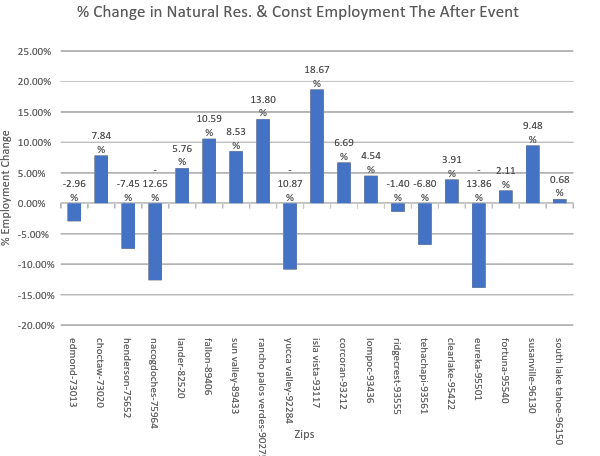 % Change in Natural Res. & Const Employment The After Event
% Employment Change
25.00%
20.00%
15.00%
10.00%
5.00%
0.00%
-5.00%
-10.00%
-15.00%
-20.00%
-2.96
%
7.84
%
-7.45
%
-
12.65
%
5.76
%
10.59
%
8.53
%
13.80
%
-
10.87
%
18.67
%
6.69
%
4.54
%
-1.40
%
-6.80
%
3.91
%
-
13.86
%
2.11
%
9.48
%
0.68
%
edmond-73013
choctaw-73020
henderson-75652
nacogdoches-75964
lander-82520
fallon-89406
sun valley-89433
rancho palos verdes-9027
yucca valley-92284
isla vista-93117
corcoran-93212
lompoc-93436
ridgecrest-93555
tehachapi-93561
clearlake-95422
eureka-95501
fortuna-95540
susanville-96130
south lake tahoe-96150
Zips